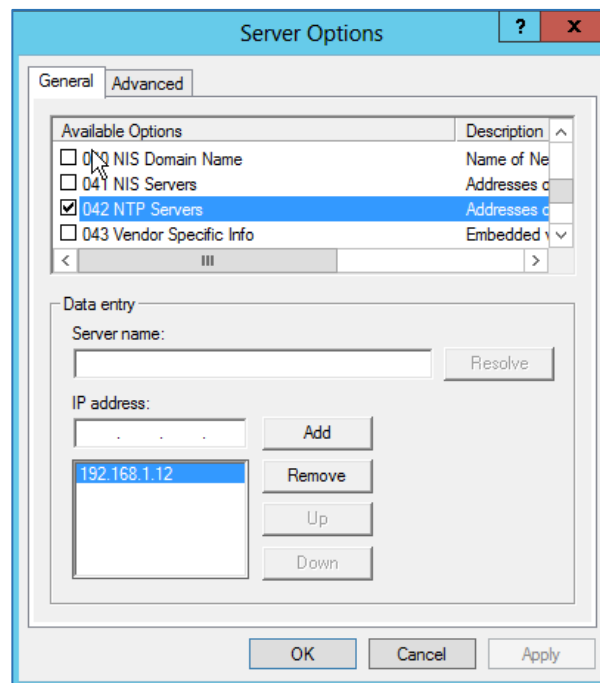 Server Options
?
x
General
Advanced
Available Options
Description
NIS Domain Name
Name of Ne
041 NIS Servers
Addresses
042 NTP Servers
Addresses
043 Vendor Specific Info
Embedded
Data entry
Server name:
Resolve
IP address:
. . .
Add
192.168.1.12
Remove
Up
Down
OK
Cancel
Apply